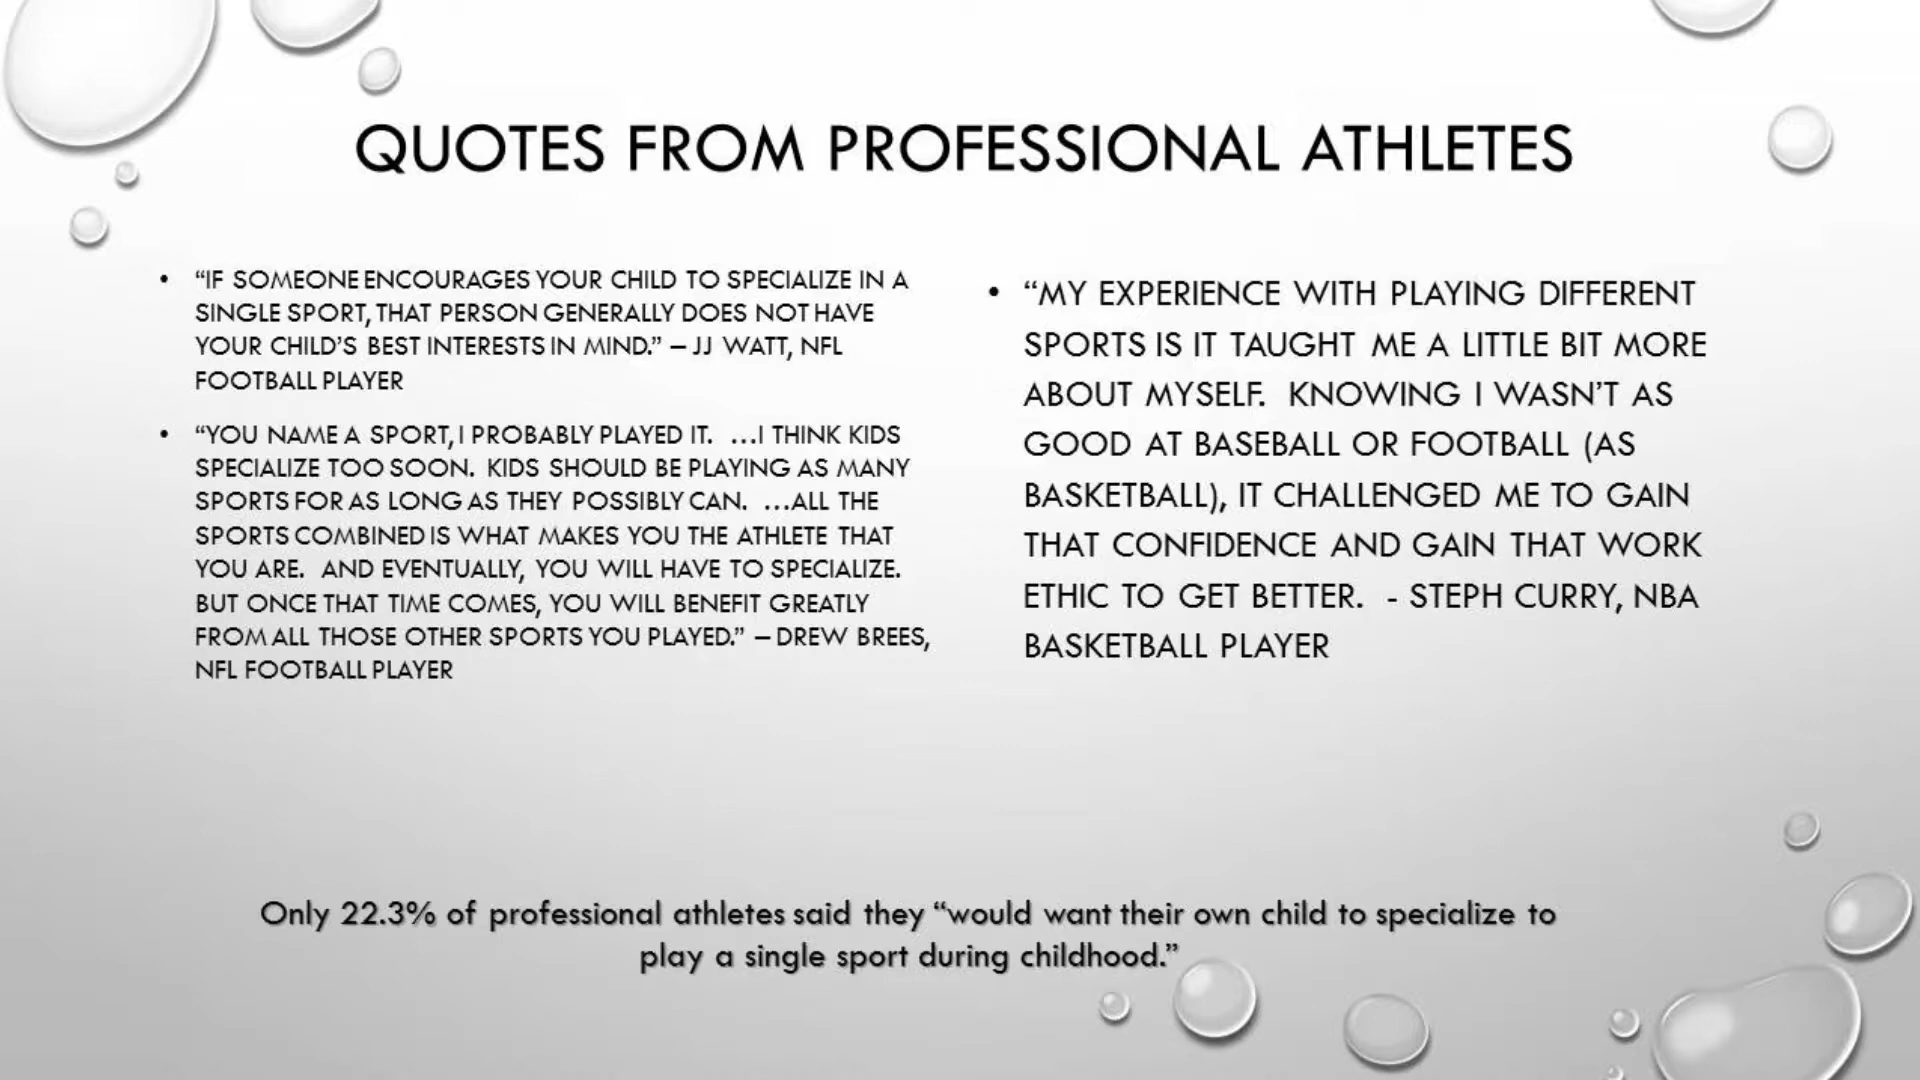 QUOTES FROM PROFESSIONAL ATHLETES
• “IF SOMEONE ENCOURAGES YOUR CHILD TO SPECIALIZE IN A
SINGLE SPORT, THAT PERSON GENERALLY DOES NOT HAVE
YOUR CHILD’S BEST INTERESTS IN MIND.” – JJ WATT, NFL
FOOTBALL PLAYER
• “YOU NAME A SPORT, I PROBABLY PLAYED IT.  …I THINK KIDS
SPECIALIZE TOO SOON.  KIDS SHOULD BE PLAYING AS MANY
SPORTS FOR AS LONG AS THEY POSSIBLY CAN.  …ALL THE
SPORTS COMBINED IS WHAT MAKES YOU THE ATHLETE THAT
YOU ARE.  AND EVENTUALLY, YOU WILL HAVE TO SPECIALIZE.
BUT ONCE THAT TIME COMES, YOU WILL BENEFIT GREATLY
FROM ALL THOSE OTHER SPORTS YOU PLAYED.” – DREW BREES,
NFL FOOTBALL PLAYER
• “MY EXPERIENCE WITH PLAYING DIFFERENT
SPORTS IS IT TAUGHT ME A LITTLE BIT MORE
ABOUT MYSELF.  KNOWING I WASN’T AS
GOOD AT BASEBALL OR FOOTBALL (AS
BASKETBALL), IT CHALLENGED ME TO GAIN
THAT CONFIDENCE AND GAIN THAT WORK
ETHIC TO GET BETTER.  - STEPH CURRY, NBA
BASKETBALL PLAYER
Only 22.3% of professional athletes said they “would want their own child to specialize to
play a single sport during childhood.”